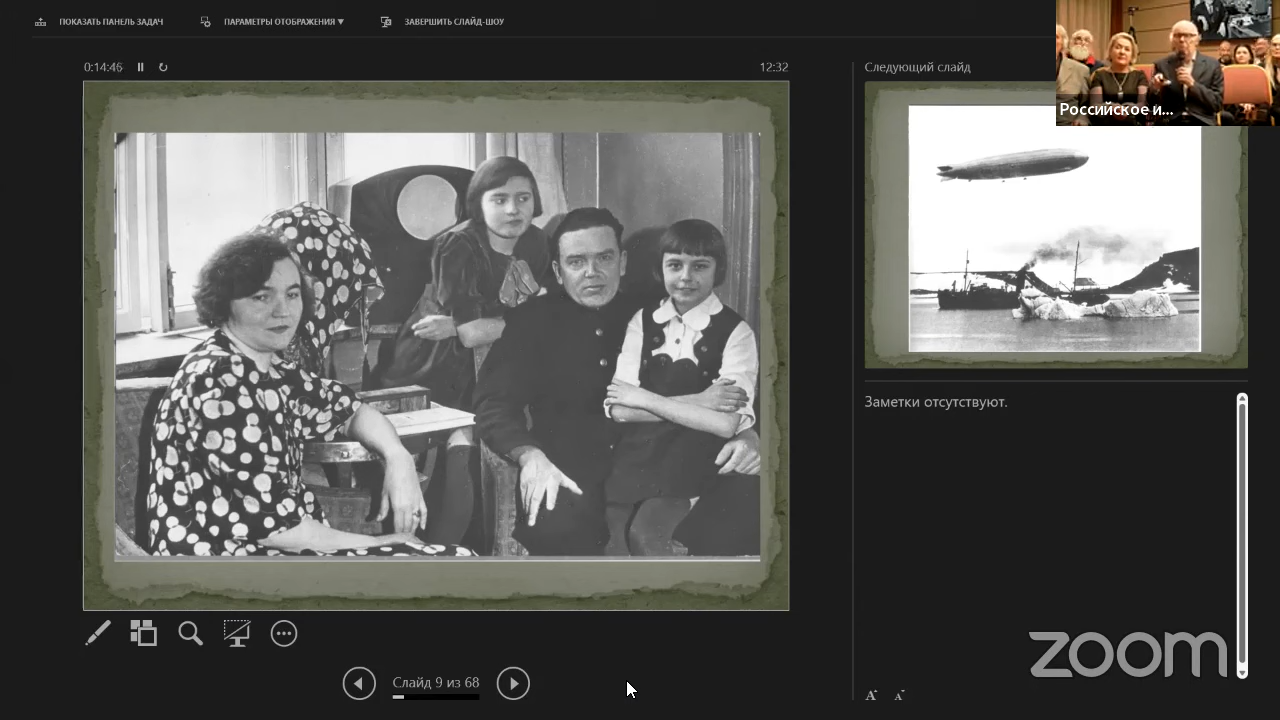 ПОКАЗАТЬ ПАНЕЛЬ ЗАДАЧ
ПАРАМЕТРЫ ОТОБРАЖЕНИЯ ▼
ЗАВЕРШИТЬ СЛАЙД-ШОУ
0:14:46
12:32
Следующий слайд
Российское и...
Заметки отсутствуют.
Слайд 9 из 68
A A
zoom